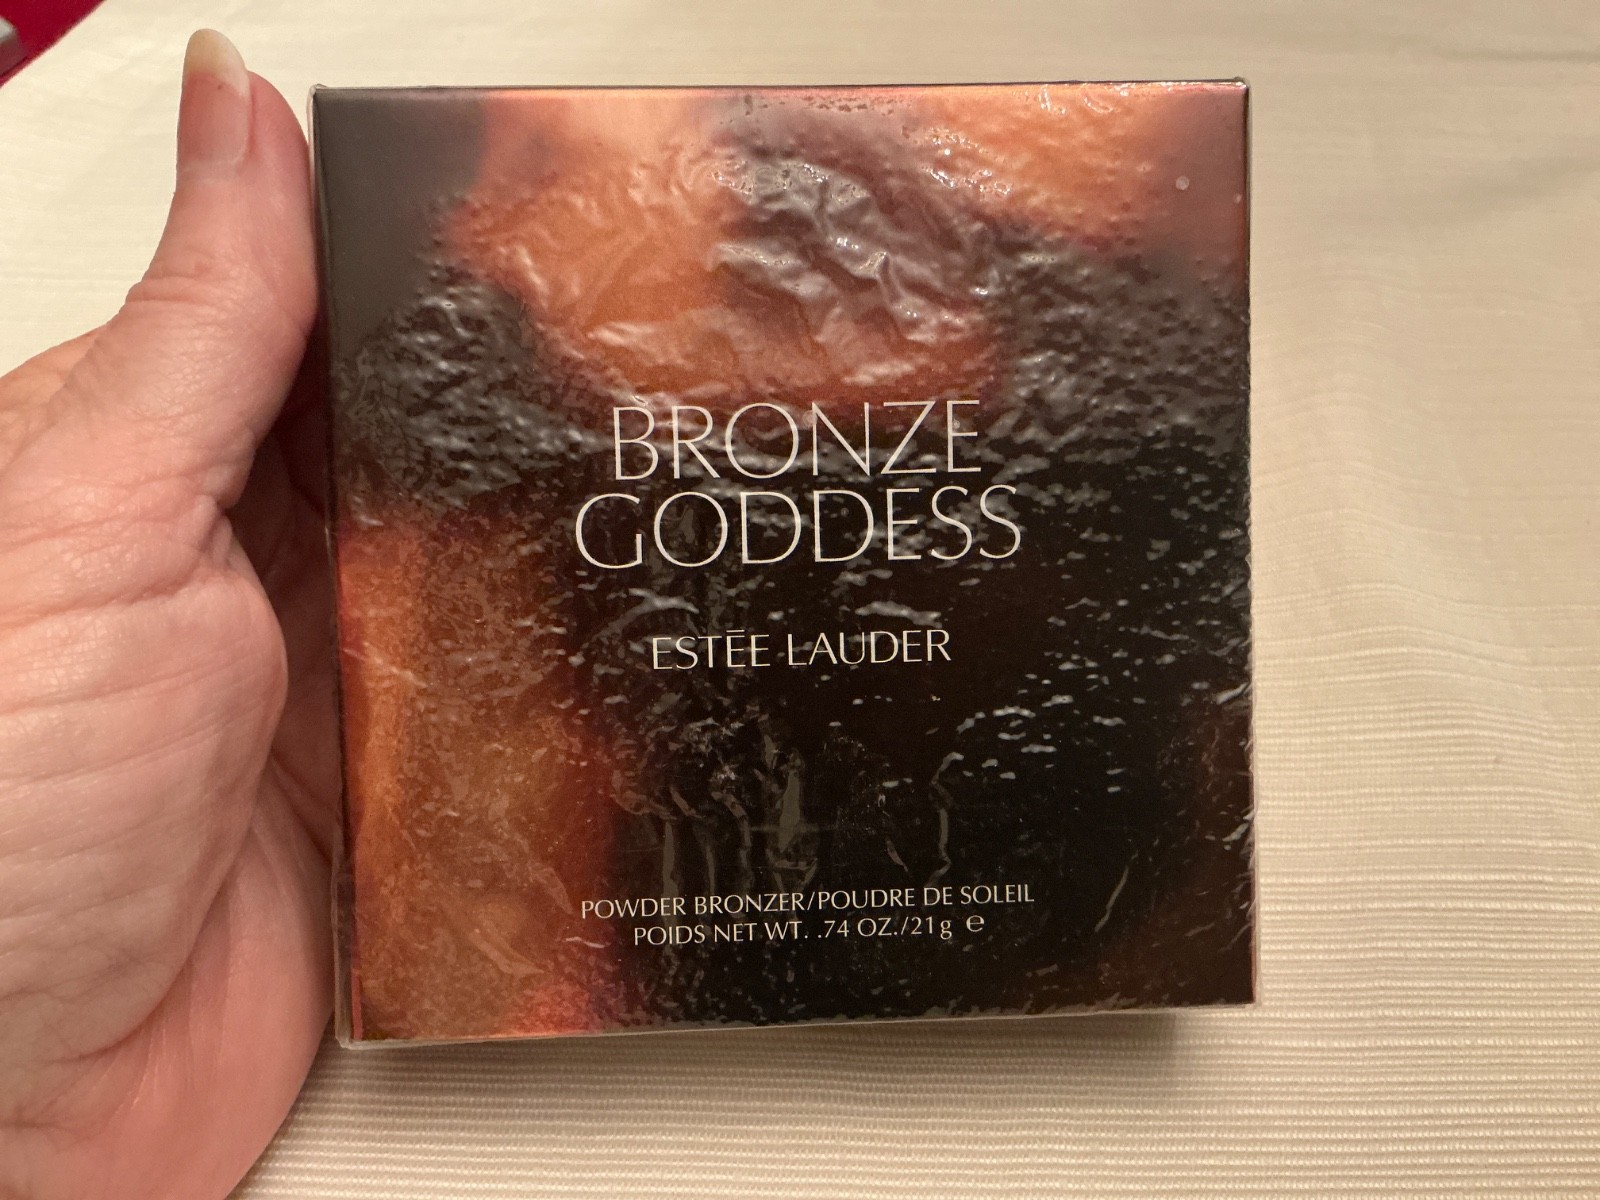 BRONZE
GODDESS
ESTĒE LAUDER
POWDER BRONZER/POUDRE DE SOLEIL
POIDS NET WT. .74 OZ./21g ℮